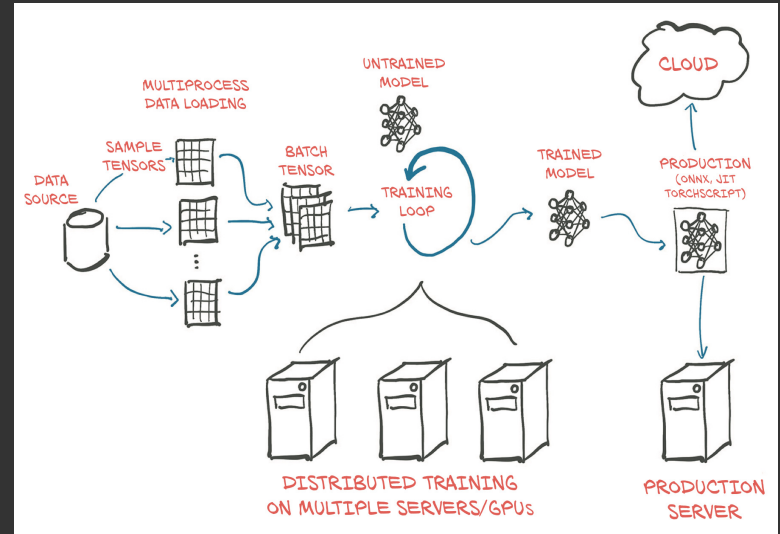 UNTRAINED
MODEL
CLOUD
MULTIPROCESS
DATA LOADING
SAMPLE
TENSORS
BATCH
TENSOR
TRAINED
MODEL
PRODUCTION
(ONNX, JIT
TORCHSCRIPT)
DATA
SOURCE
TRAINING
LOOP
DISTRIBUTED TRAINING
ON MULTIPLE SERVERS/GPUs
PRODUCTION
SERVER